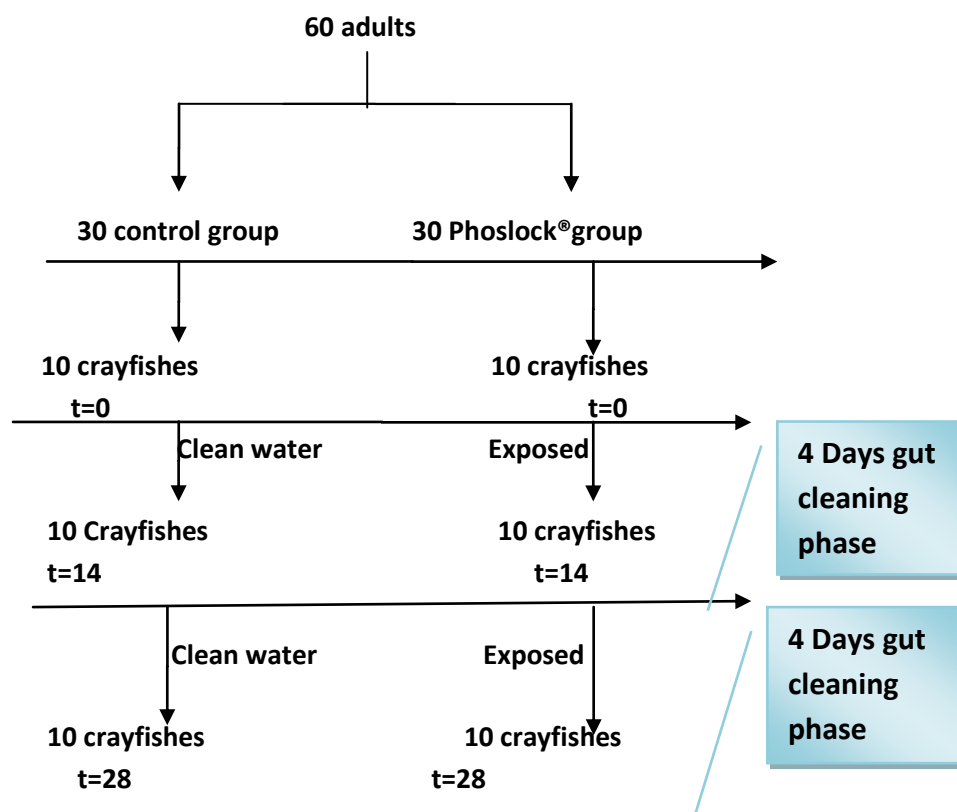 60 adults
30 control group 30 Phoslock®group
10 crayfishes 10 crayfishes
t=0 t=0
Clean water Exposed
4 Days gut
cleaning
phase
10 Crayfishes 10 crayfishes
t=14 t=14
Clean water Exposed
4 Days gut
cleaning
phase
10 crayfishes 10 crayfishes
t=28 t=28